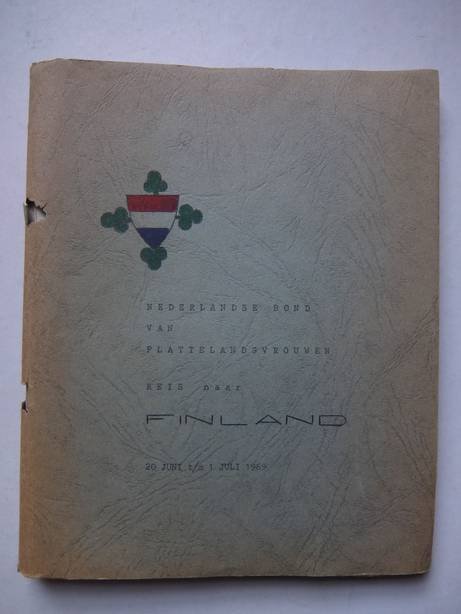 NEDERLANDSE BOND
VAN
PLATTELANDSVROUWEN
REIS naar
FINLAND
20 JUNI t/m 1 JULI 1969